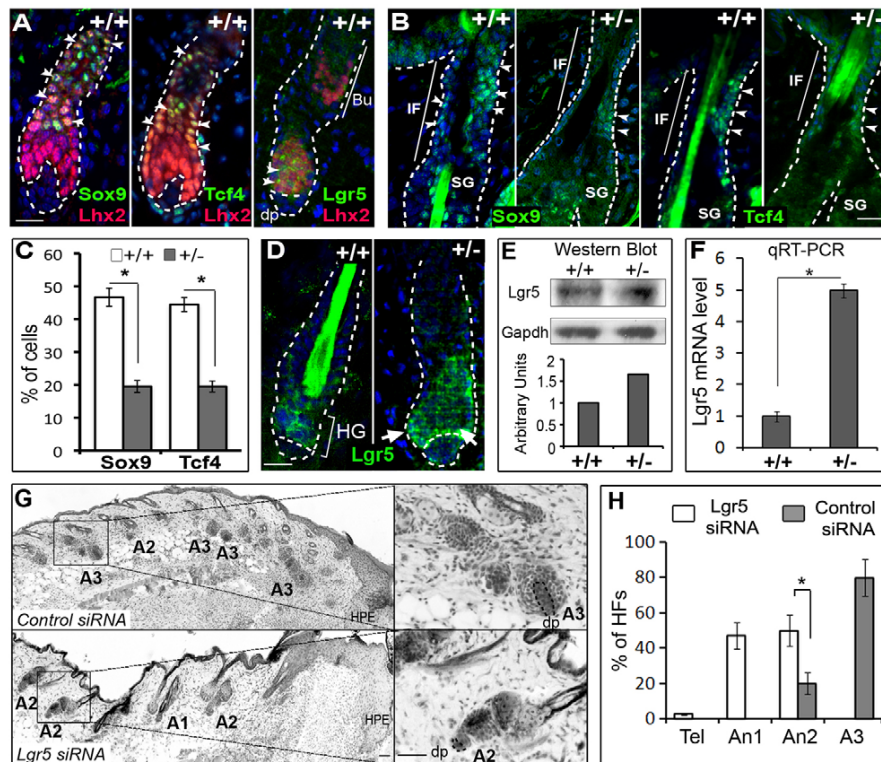 A
+/+
+/+
+/+
Bu
Sox9
Lhx2
Tcf4
Lhx2
dp
Lgr5
Lhx2
B
+/+
+/-
+/+
+/-
IF
IF
IF
IF
SG
SG
SG
SG
Sox9
Tcf4
C
+/+
+/-
% of cells
60
50
40
30
20
10
0
*
*
Sox9
Tcf4
D
+/+
+/-
HG
Lgr5
E
Western Blot
+/+
+/-
Lgr5
Gapdh
Arbitrary Units
2
1.5
1
0.5
0
+/+
+/-
F
qRT-PCR
*
Lgr5 mRNA level
6
5
4
3
2
1
0
+/+
+/-
G
A3
A2
A3
A3
A3
HPE
Control siRNA
A3
dp
A2
A2
A1
A2
HPE
Lgr5 siRNA
dp
A2
H
Lgr5
siRNA
Control
siRNA
% of HFs
100
80
60
40
20
0
*
Tel
An1
An2
A3